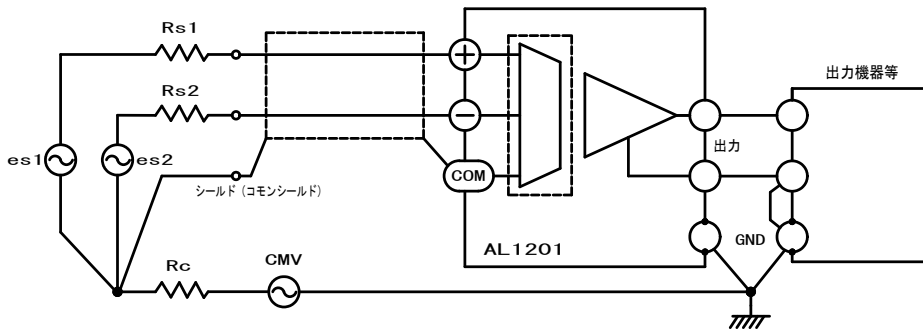 Rs1
Rs2
es1
es2
シールド（コモンシールド）
Rc
CMV
+
−
COM
AL1201
出力
GND
出力機器等